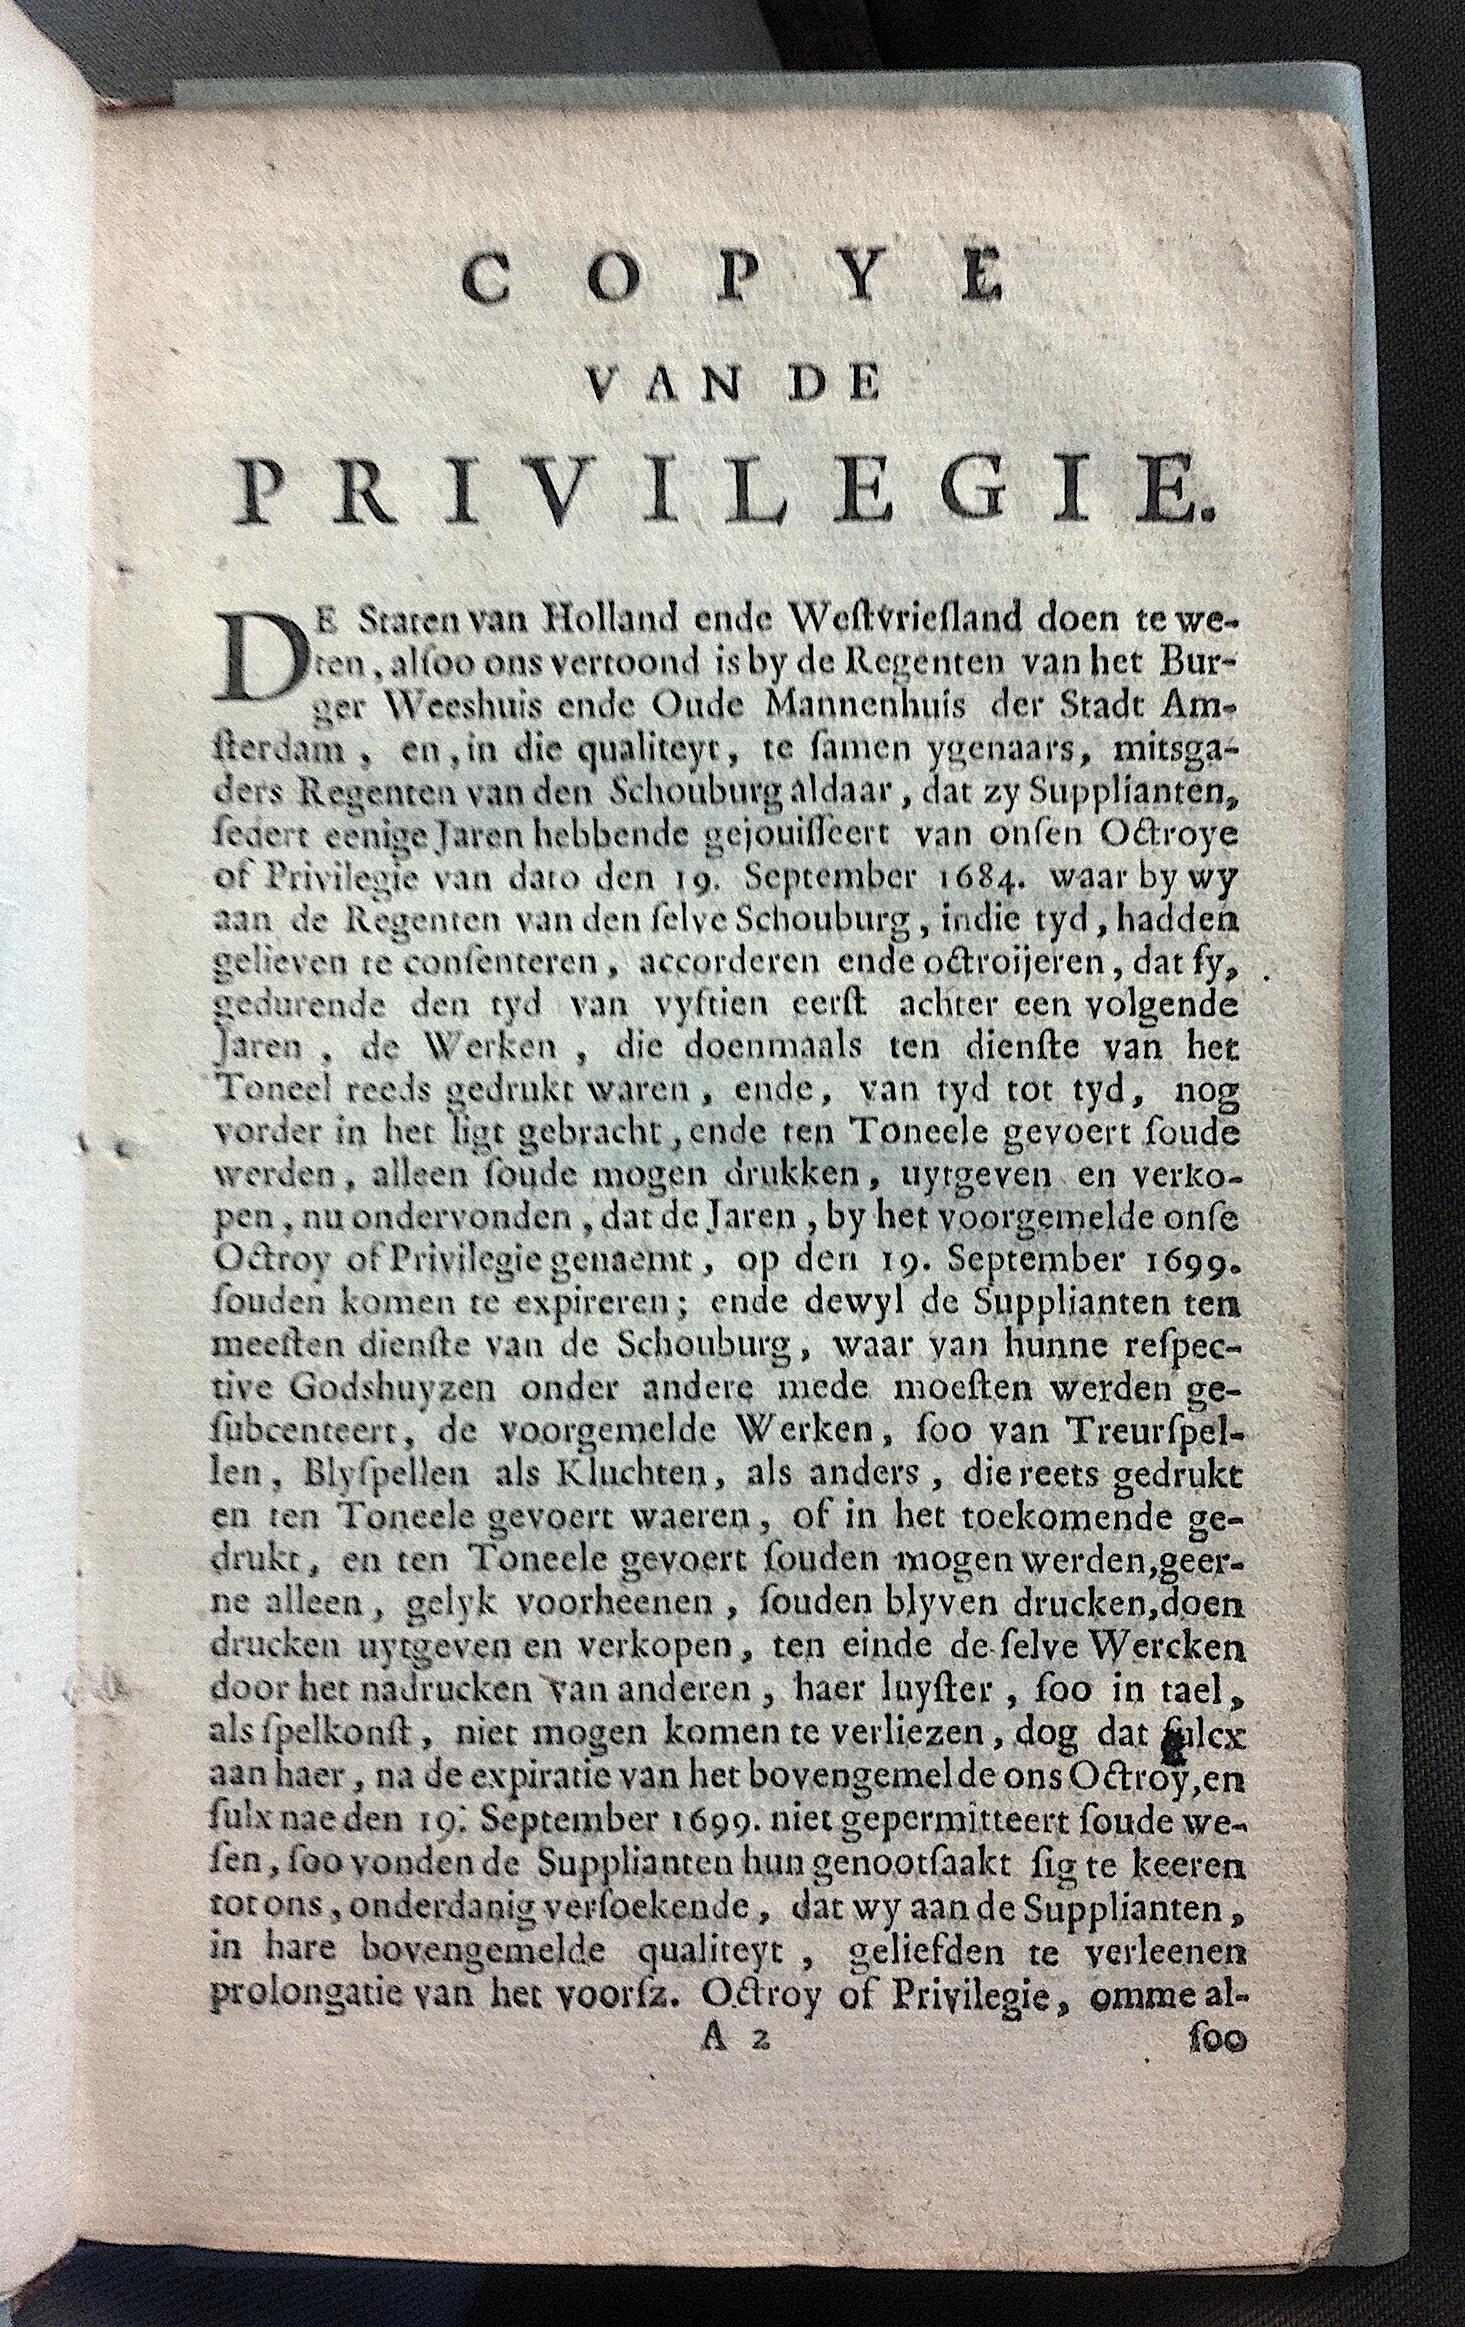 COPYE
VAN DE
PRIVILEGIE.
DE Staten van Holland ende Weſtvrieſland doen te we-
ten, alſoo ons vertoond is by de Regenten van het Bur-
ger Weeshuis ende Oude Mannenhuis der Stadt Am-
ſterdam, en, in die qualiteyt, te ſamen ygenaars, mitsga-
ders Regenten van den Schouburg aldaar, dat zy Supplianten,
ſedert eenige Jaren hebbende gejouiſſeert van onſen Octroye
of Privilegie van dato den 19. September 1684. waar by wy
aan de Regenten van den ſelve Schouburg, indie tyd, hadden
gelieven te conſenteren, accorderen ende octroijeren, dat ſy,
gedurende den tyd van vyftien eerſt achter een volgende
Jaren, de Werken, die doenmaals ten dienſte van het
Toneel reeds gedrukt waren, ende, van tyd tot tyd, nog
vorder in het ligt gebracht, ende ten Toneele gevoert ſoude
werden, alleen ſoude mogen drukken, uytgeven en verko-
pen, nu ondervonden, dat de Jaren, by het voorgemelde onſe
Octroy of Privilegie genaemt, op den 19. September 1699.
ſouden komen te expireren; ende dewyl de Supplianten ten
meeſten dienſte van de Schouburg, waar van hunne reſpec-
tive Godshuyzen onder andere mede moeſten werden ge-
ſubcenteert, de voorgemelde Werken, ſoo van Treurſpel-
len, Blyſpellen als Kluchten, als anders, die reets gedrukt
en ten Toneele gevoert waeren, of in het toekomende ge-
drukt, en ten Toneele gevoert ſouden mogen werden, geer-
ne alleen, gelyk voorheenen, ſouden blyven drucken, doen
drucken uytgeven en verkopen, ten einde de ſelve Wercken
door het nadrucken van anderen, haer luyſter, ſoo in tael,
als ſpelkonſt, niet mogen komen te verliezen, dog dat ſulcx
aan haer, na de expiratie van het bovengemelde ons Octroy, en
ſulx nae den 19. September 1699. niet gepermitteert ſoude we-
ſen, ſoo vonden de Supplianten hun genootſaakt ſig te keeren
tot ons, onderdanig verſoekende, dat wy aan de Supplianten,
in hare bovengemelde qualiteyt, geliefden te verleenen
prolongatie van het voorſz. Octroy of Privilegie, omme al-
A 2 ſoo